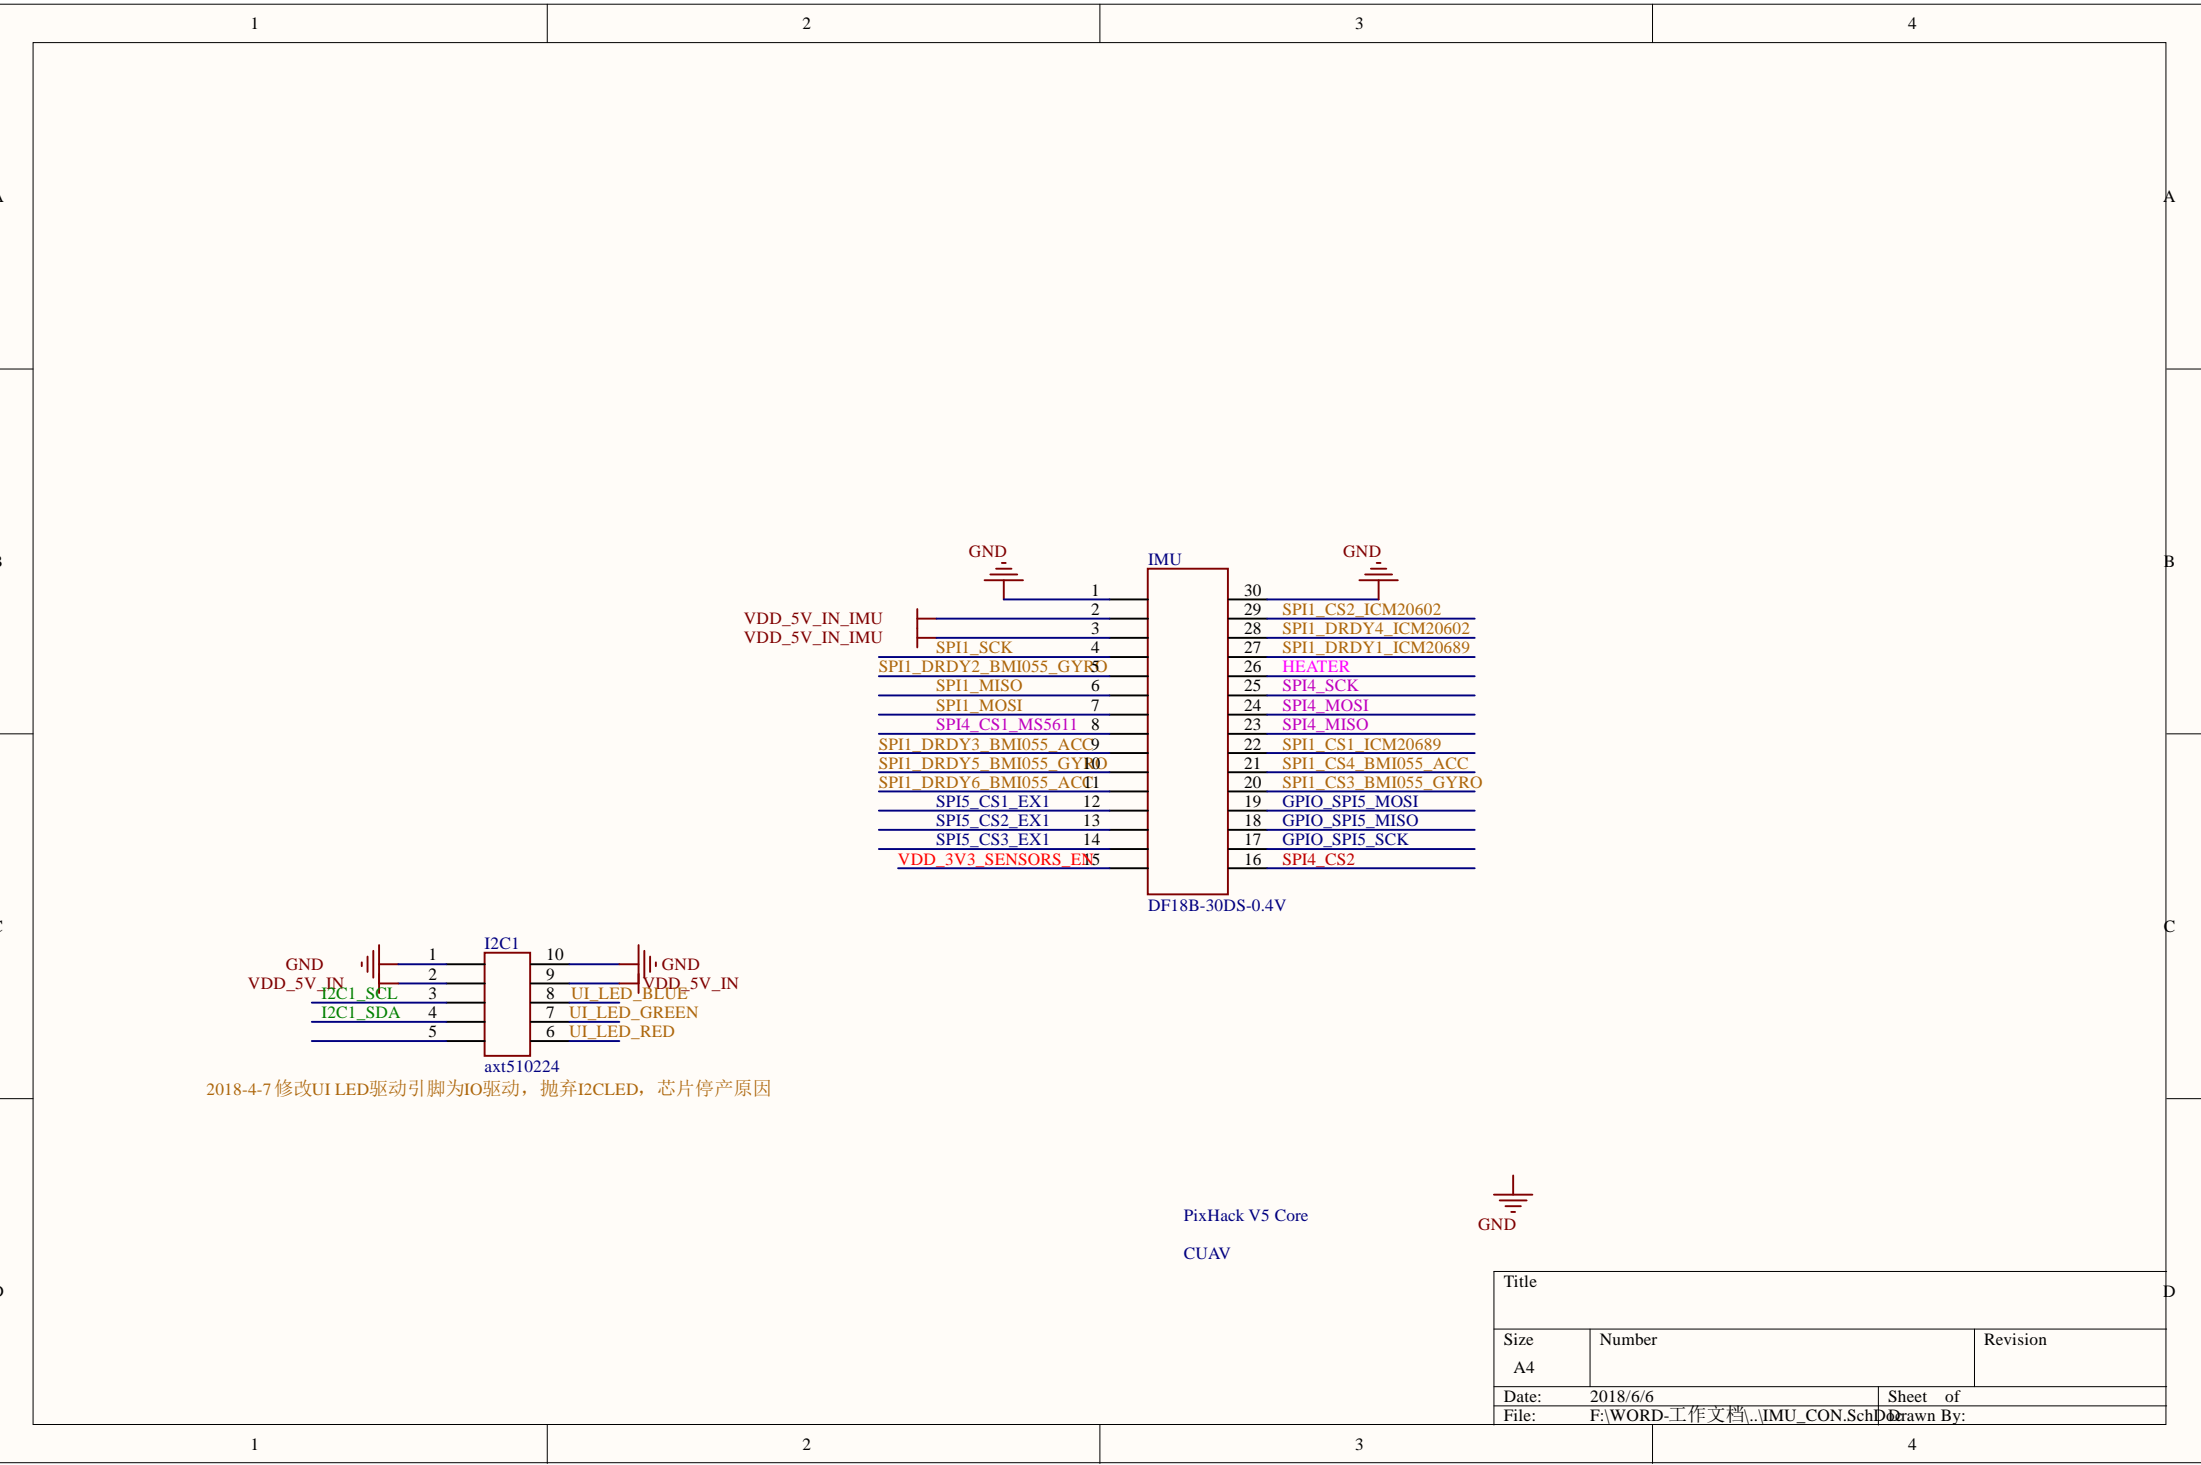 1 2 3 4
A A
GND IMU GND
1 30
2 29 SPI1_CS2_ICM20602
VDD_5V_IN_IMU
3 28 SPI1_DRDY4_ICM20602
VDD_5V_IN_IMU
SPI1_SCK 4 27 SPI1_DRDY1_ICM20689
SPI1_DRDY2_BMI055_GYRO 5 26 HEATER
SPI1_MISO 6 25 SPI4_SCK
SPI1_MOSI 7 24 SPI4_MOSI
SPI4_CS1_MS5611 8 23 SPI4_MISO
SPI1_DRDY3_BMI055_ACC 9 22 SPI1_CS1_ICM20689
SPI1_DRDY5_BMI055_GYRO 10 21 SPI1_CS4_BMI055_ACC
SPI1_DRDY6_BMI055_ACC 11 20 SPI1_CS3_BMI055_GYRO
SPI5_CS1_EX1 12 19 GPIO_SPI5_MOSI
SPI5_CS2_EX1 13 18 GPIO_SPI5_MISO
SPI5_CS3_EX1 14 17 GPIO_SPI5_SCK
VDD_3V3_SENSORS_EN 15 16 SPI4_CS2
DF18B-30DS-0.4V
B B
C C
I2C1
GND 1 10 GND
VDD_5V_IN 2 9 VDD_5V_IN
I2C1_SCL 3 8 UI_LED_BLUE
I2C1_SDA 4 7 UI_LED_GREEN
5 6 UI_LED_RED
axt510224
2018-4-7 修改UI LED驱动引脚为IO驱动，抛弃I2CLED，芯片停产原因
PixHack V5 Core
GND
CUAV
D D
Title
Size Number Revision
A4
Date: 2018/6/6 Sheet of
File: F:\WORD-工作文档\..\IMU_CON.SchDoc Drawn By:
1 2 3 4